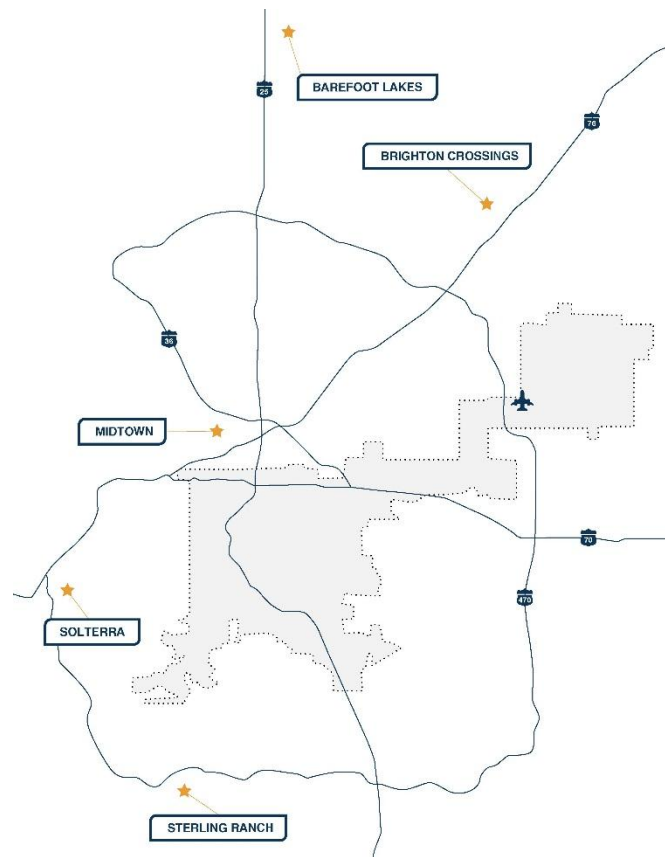 BAREFOOT LAKES
25
76
BRIGHTON CROSSINGS
36
MIDTOWN
70
470
SOLTERRA
STERLING RANCH